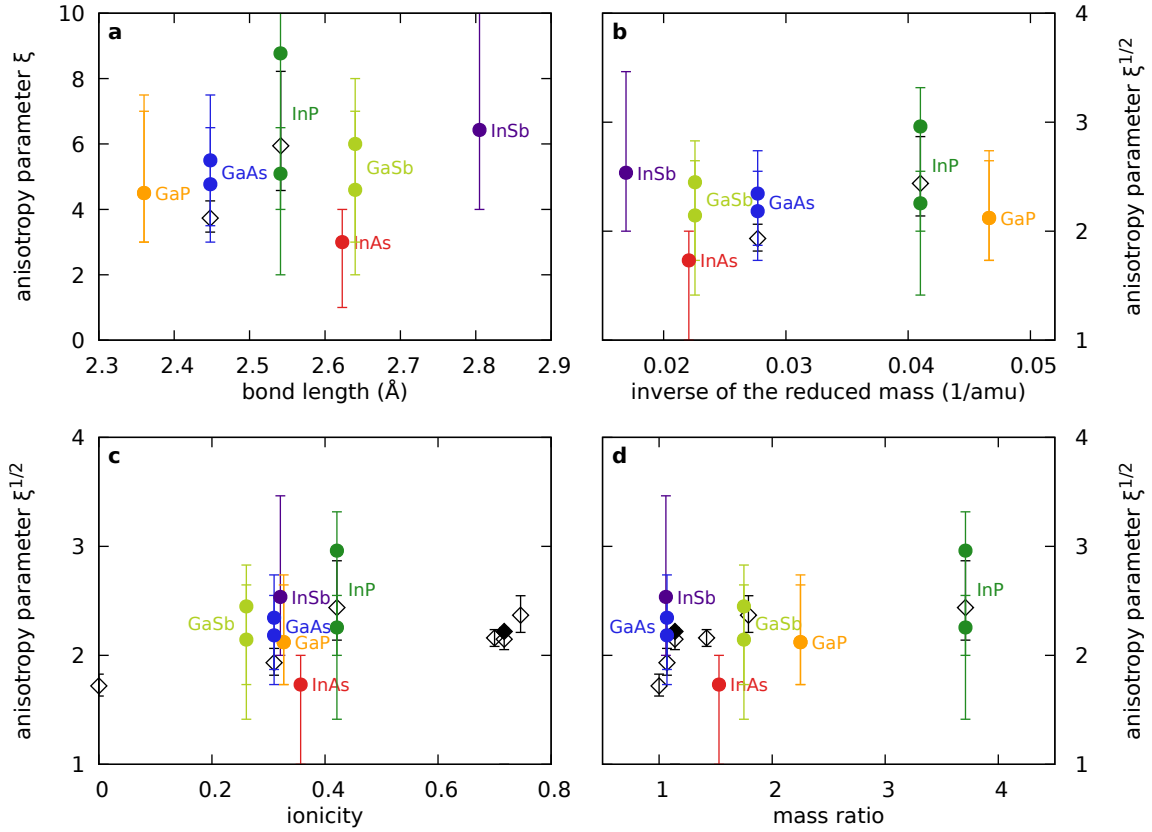 a
anisotropy parameter ξ
10
8
6
4
2
0
GaP
GaAs
InP
InAs
GaSb
InSb
2.3 2.4 2.5 2.6 2.7 2.8 2.9
bond length (Å)
b
4
3
2
1
anisotropy parameter ξ1/2
InSb
InAs
GaSb
GaAs
InP
GaP
0.02 0.03 0.04 0.05
inverse of the reduced mass (1/amu)
c
anisotropy parameter ξ1/2
4
3
2
1
GaSb
InSb
GaAs
GaP
InAs
InP
0 0.2 0.4 0.6 0.8
ionicity
d
4
3
2
1
anisotropy parameter ξ1/2
InSb
GaAs
InAs
GaSb
GaP
InP
1 2 3 4
mass ratio